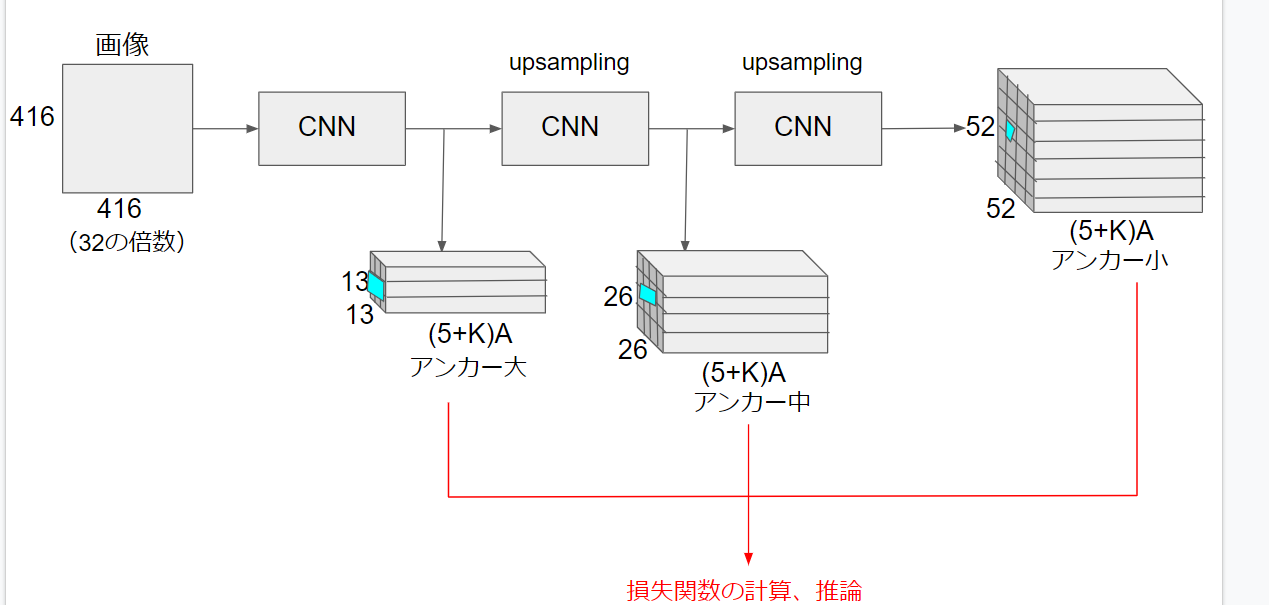 画像
416
416
（32の倍数）
CNN
upsampling
CNN
upsampling
CNN
13
13
(5+K)A
アンカー大
26
26
(5+K)A
アンカー中
52
52
(5+K)A
アンカー小
損失関数の計算、推論